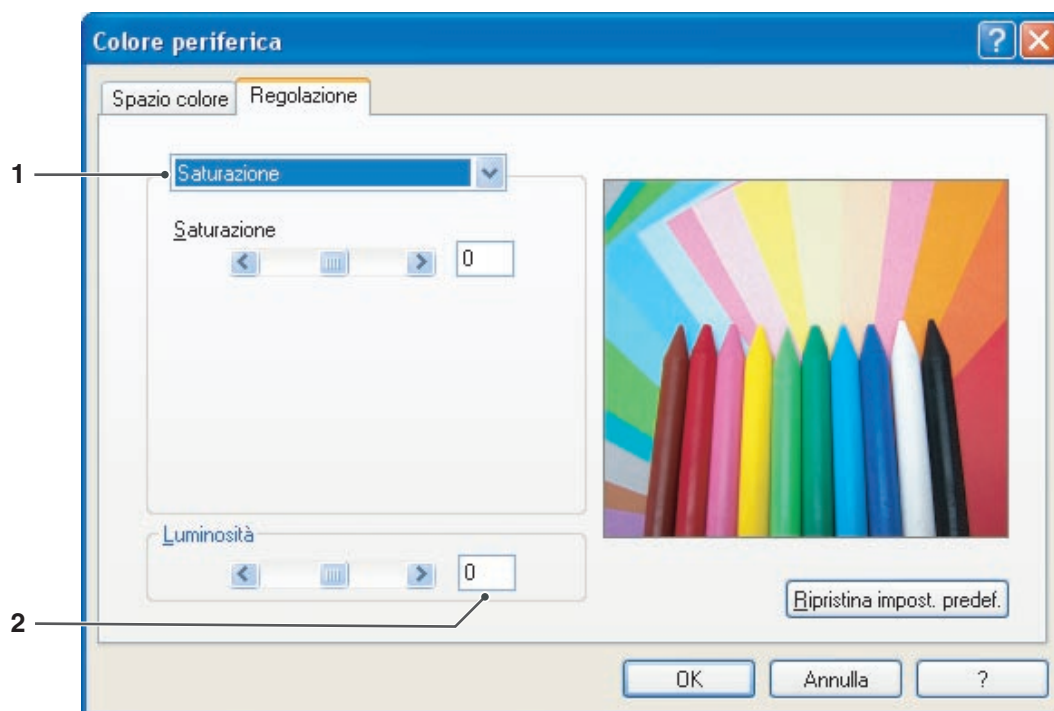 Colore periferica
?
Spazio colore Regolazione
1
Saturazione
Saturazione
0
Luminosità
0
2
Ripristina impost. predef.
OK Annulla ?